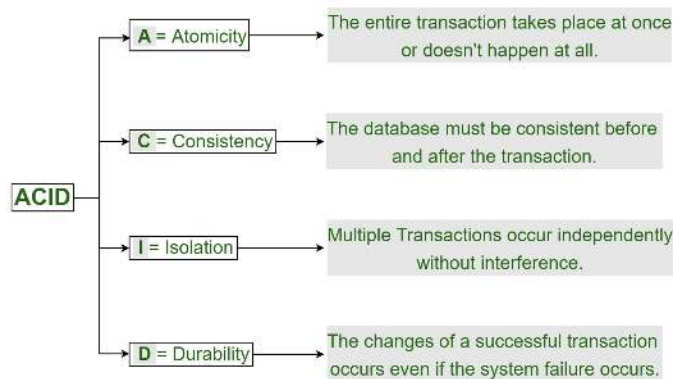 A = Atomicity
The entire transaction takes place at once
or doesn't happen at all.
C = Consistency
The database must be consistent before
and after the transaction.
ACID
I = Isolation
Multiple Transactions occur independently
without interference.
D = Durability
The changes of a successful transaction
occurs even if the system failure occurs.